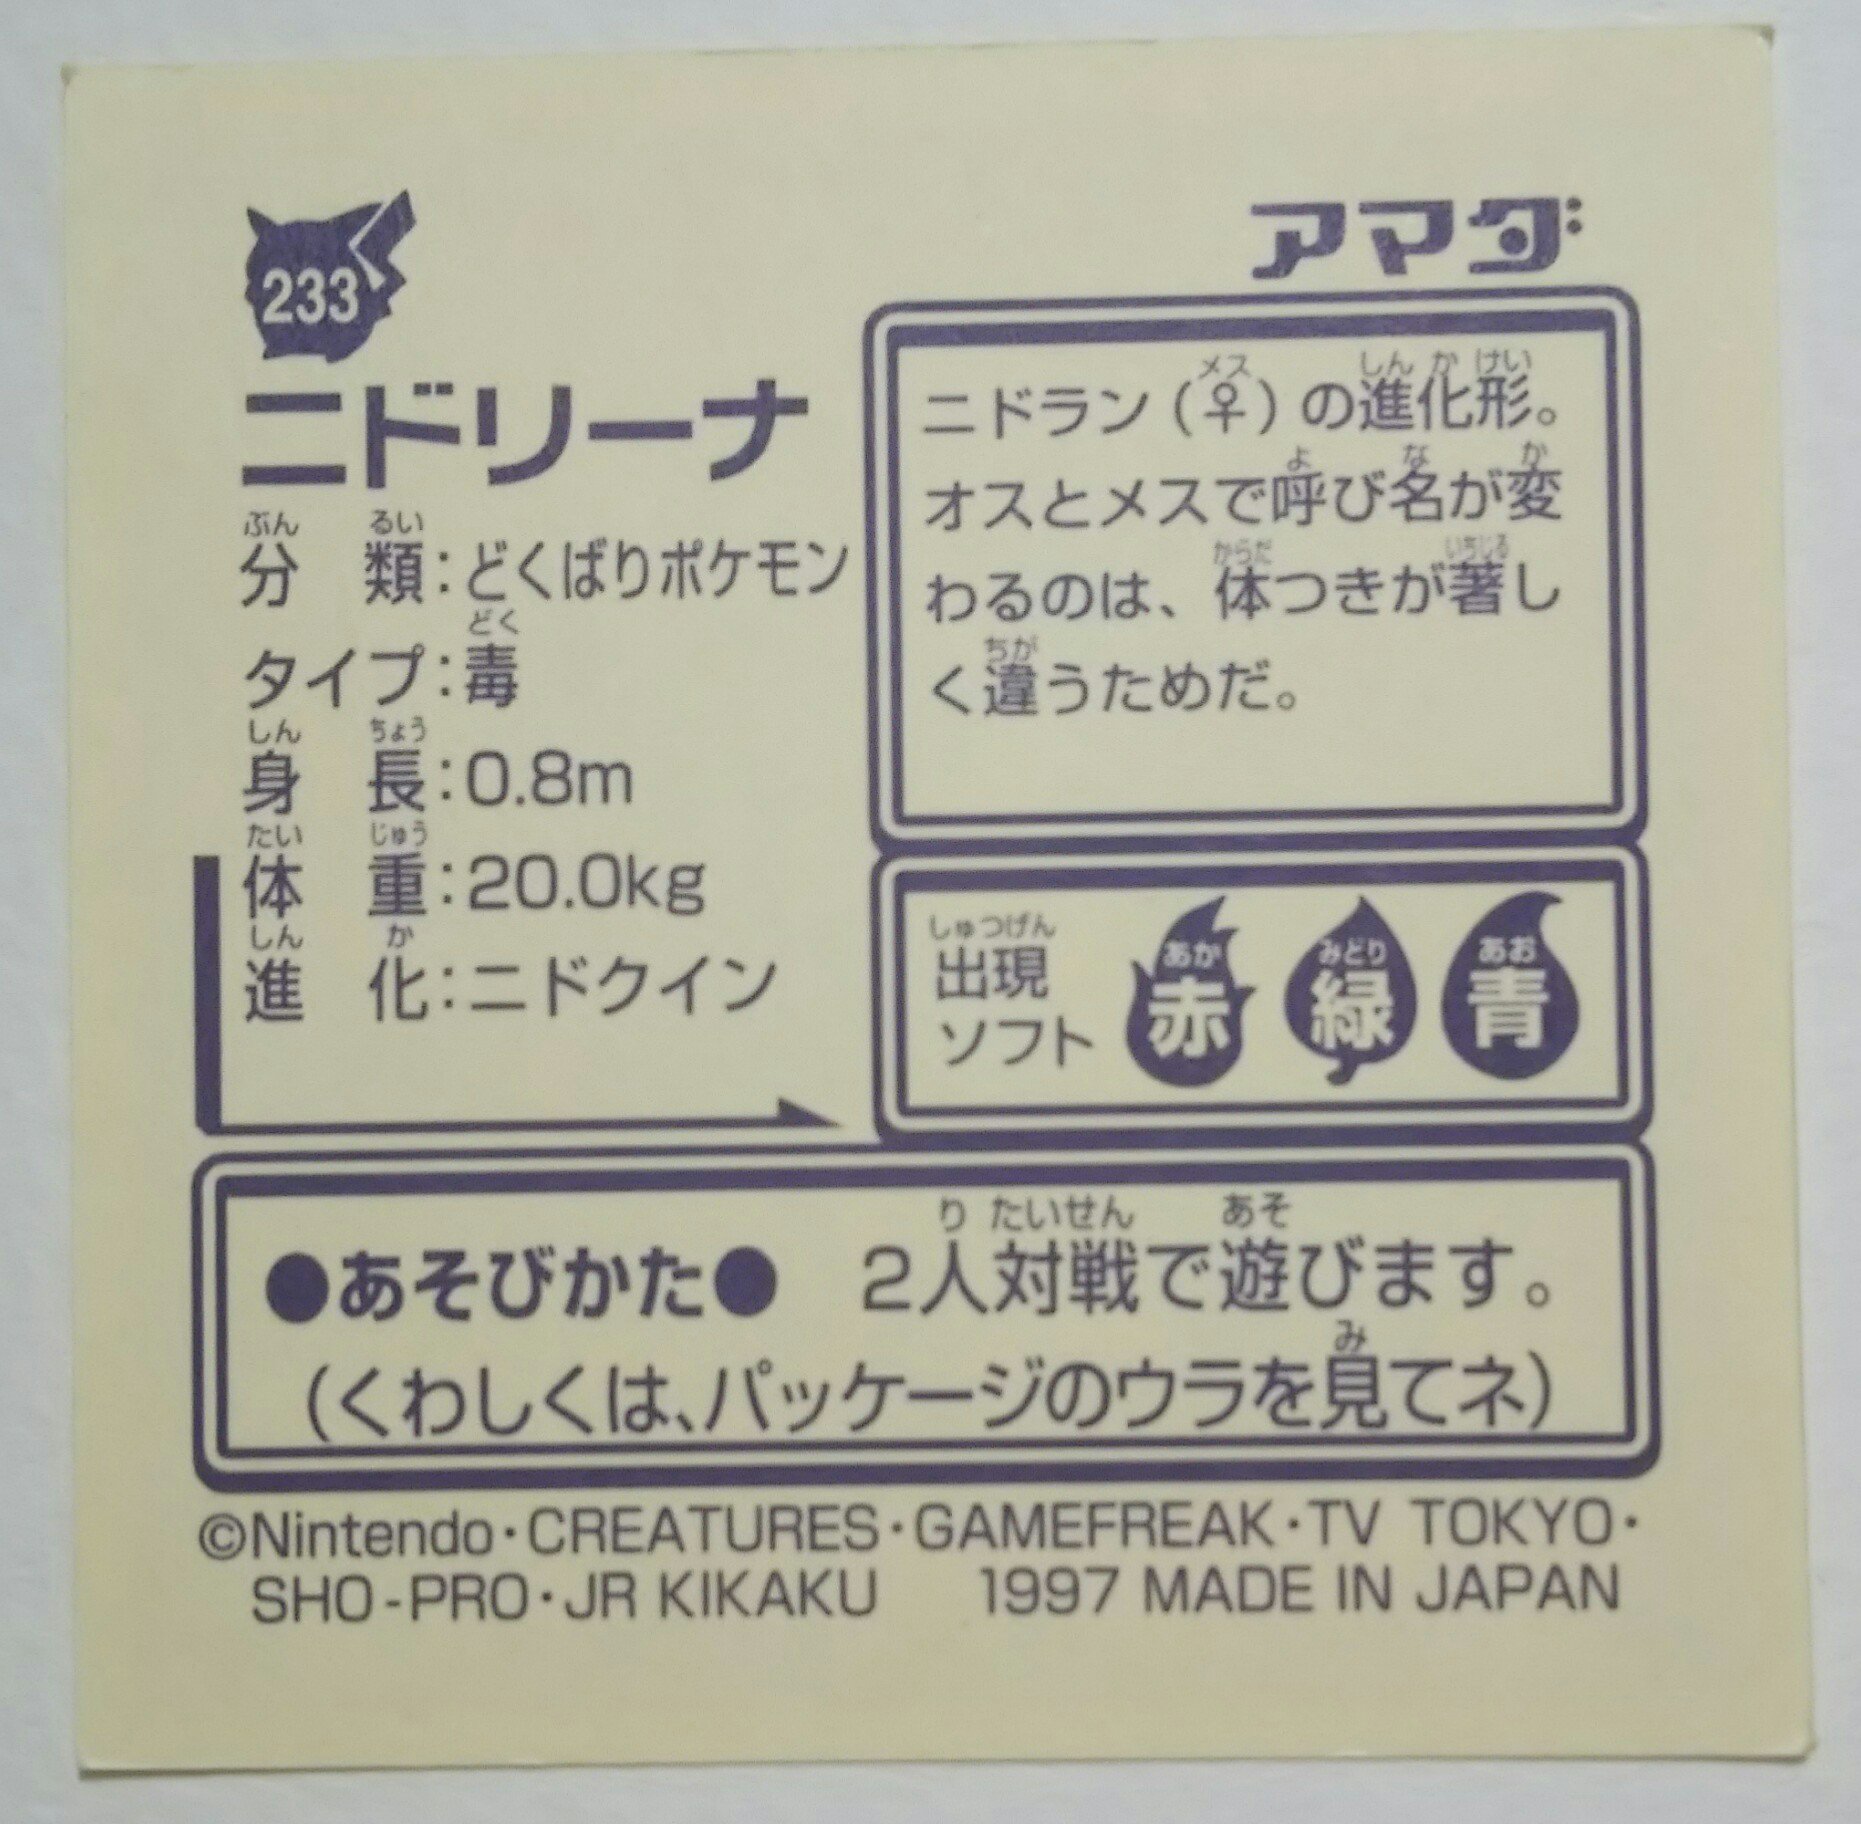 233
アマダ
ニドリーナ
分類：どくばりポケモン
タイプ：毒
身長：0.8m
体重：20.0kg
進化：ニドクイン
ニドラン（♀）の進化形。
オスとメスで呼び名が変
わるのは、体つきが著し
く違うためだ。
出現
ソフト
赤 緑 青
●あそびかた● 2人対戦で遊びます。
（くわしくは、パッケージのウラを見てネ）
©Nintendo・CREATURES・GAMEFREAK・TV TOKYO・
SHO-PRO・JR KIKAKU 1997 MADE IN JAPAN